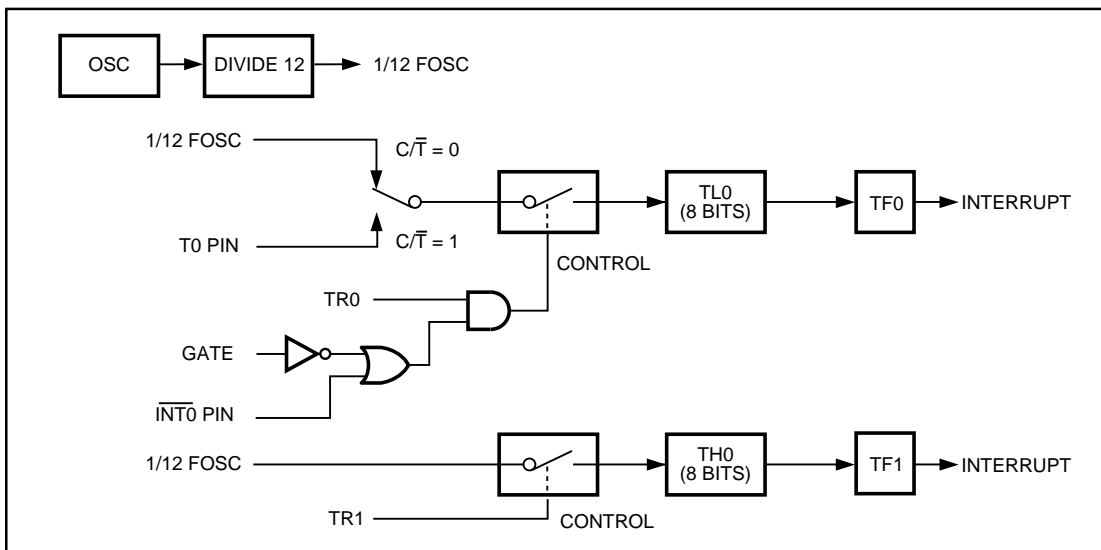 OSC
DIVIDE 12
1/12 FOSC
1/12 FOSC
C/T̅ = 0
T0 PIN
C/T̅ = 1
TL0
(8 BITS)
TF0
INTERRUPT
CONTROL
TR0
GATE
I̅N̅T̅0̅ PIN
1/12 FOSC
TH0
(8 BITS)
TF1
INTERRUPT
TR1
CONTROL